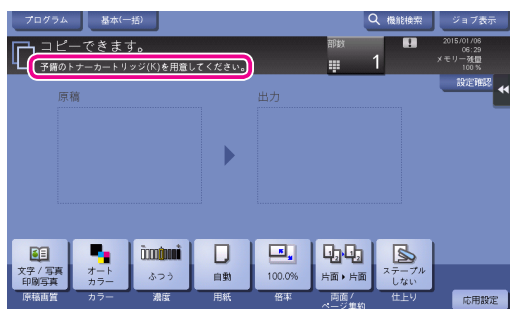 プログラム
基本(一括)
機能検索
ジョブ表示
コピーできます。
予備のトナーカートリッジ(K)を用意してください。
部数
1
2015/01/06
06:29
メモリー残量
100 %
設定確認
原稿
出力
文字 / 写真
印刷写真
オート
カラー
ふつう
自動
100.0%
片面 ▸ 片面
ステープル
しない
原稿画質
カラー
濃度
用紙
倍率
両面 /
ページ集約
仕上り
応用設定